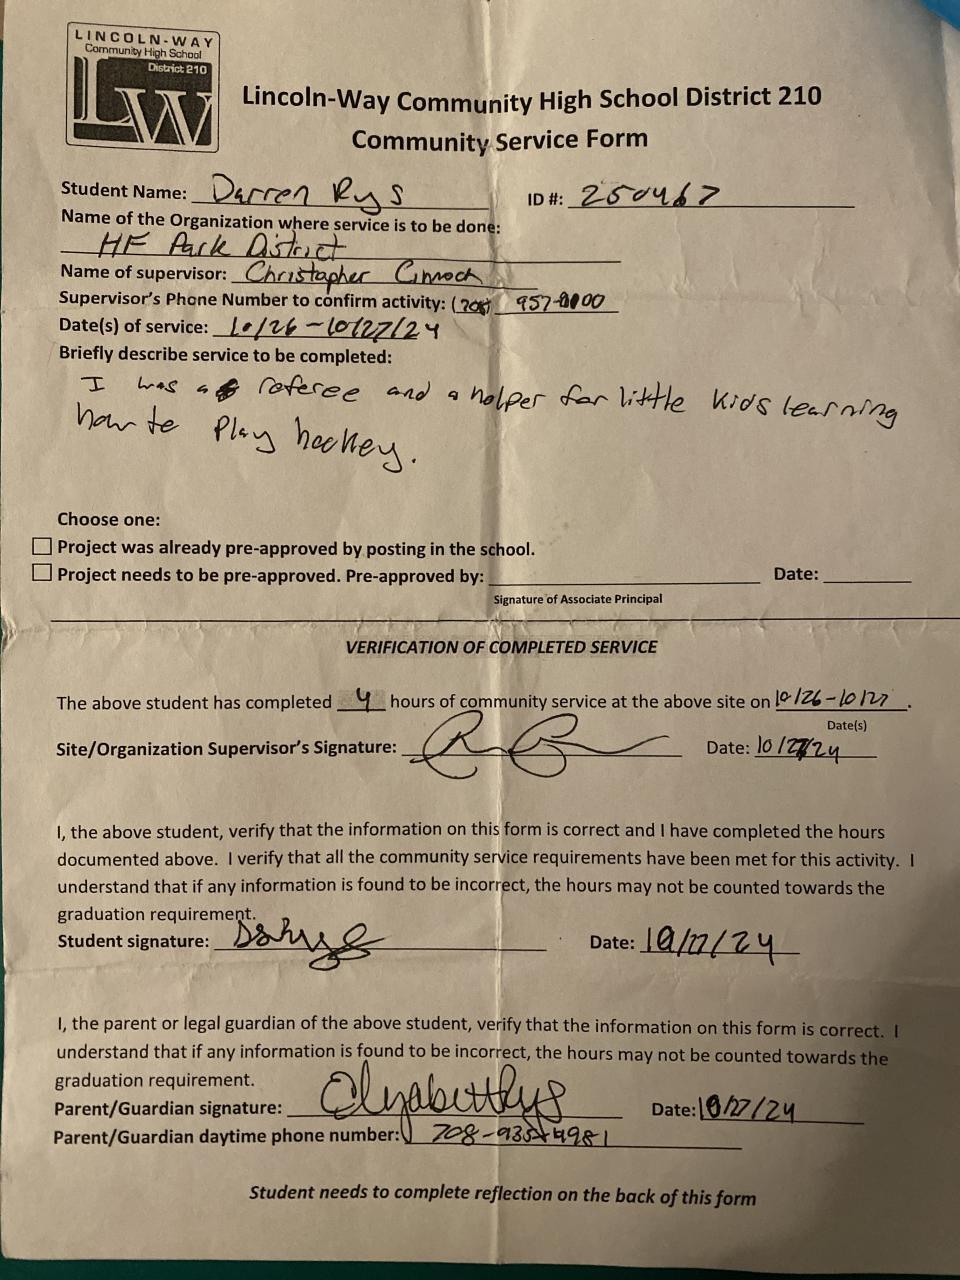 LINCOLN-WAY
Community High School
District 210
LW
Lincoln-Way Community High School District 210
Community Service Form
Student Name: Darren Rys ID #: 250467
Name of the Organization where service is to be done:
HF Park District
Name of supervisor: Christapher Cimoch
Supervisor's Phone Number to confirm activity: (708) 957-
Date(s) of service: 10/26-10/27/24
Briefly describe service to be completed:
I was a referee and a helper for little kids learning
how to play hockey.
Choose one:
Project was already pre-approved by posting in the school.
Project needs to be pre-approved. Pre-approved by: Date:
Signature of Associate Principal
VERIFICATION OF COMPLETED SERVICE
The above student has completed 4 hours of community service at the above site on 10/26-10/27.
Date(s)
Site/Organization Supervisor's Signature: Date: 10/27/24
I, the above student, verify that the information on this form is correct and I have completed the hours
documented above. I verify that all the community service requirements have been met for this activity. I
understand that if any information is found to be incorrect, the hours may not be counted towards the
graduation requirement.
Student signature: Date: 10/27/24
I, the parent or legal guardian of the above student, verify that the information on this form is correct. I
understand that if any information is found to be incorrect, the hours may not be counted towards the
graduation requirement.
Parent/Guardian signature: Elyabeth Rys Date: 10/27/24
Parent/Guardian daytime phone number: 708-935-4981
Student needs to complete reflection on the back of this form